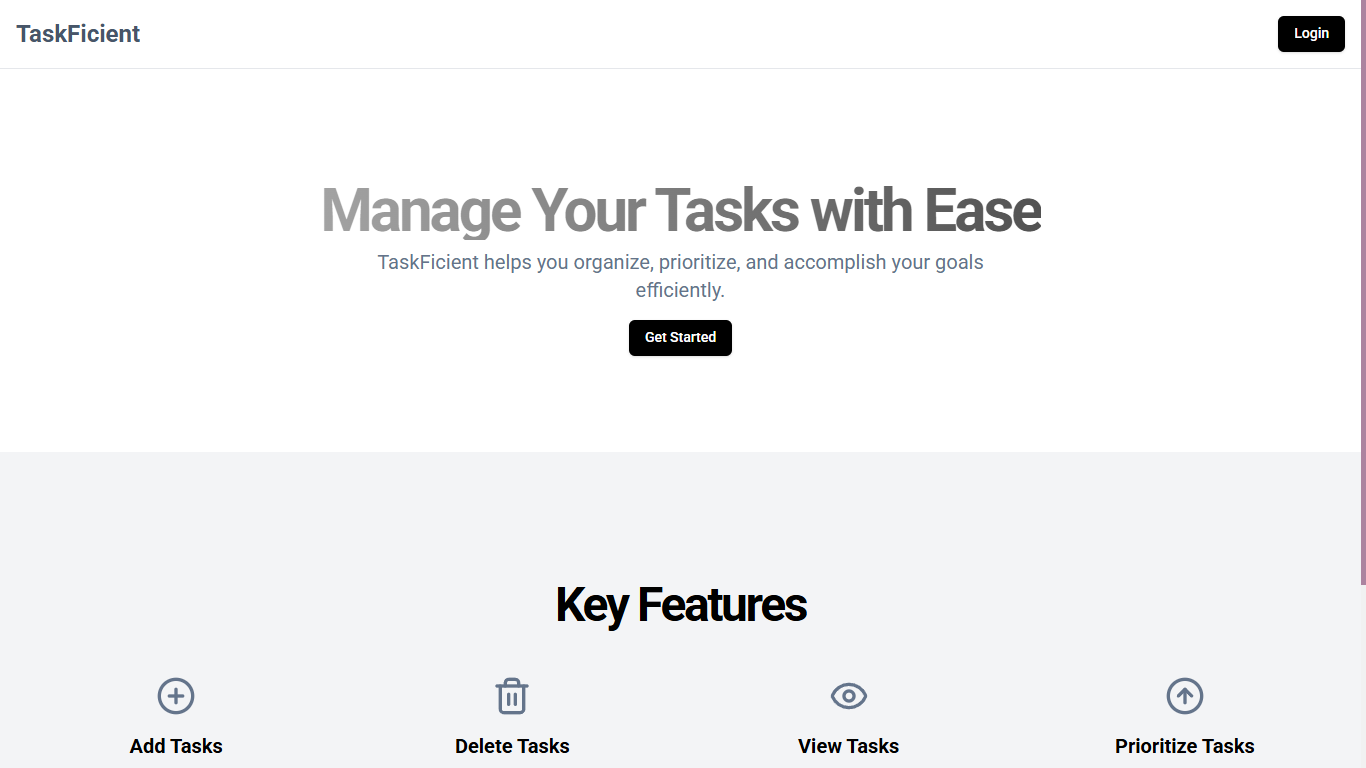 TaskFicient
Login
Manage Your Tasks with Ease
TaskFicient helps you organize, prioritize, and accomplish your goals
efficiently.
Get Started
Key Features
Add Tasks
Delete Tasks
View Tasks
Prioritize Tasks